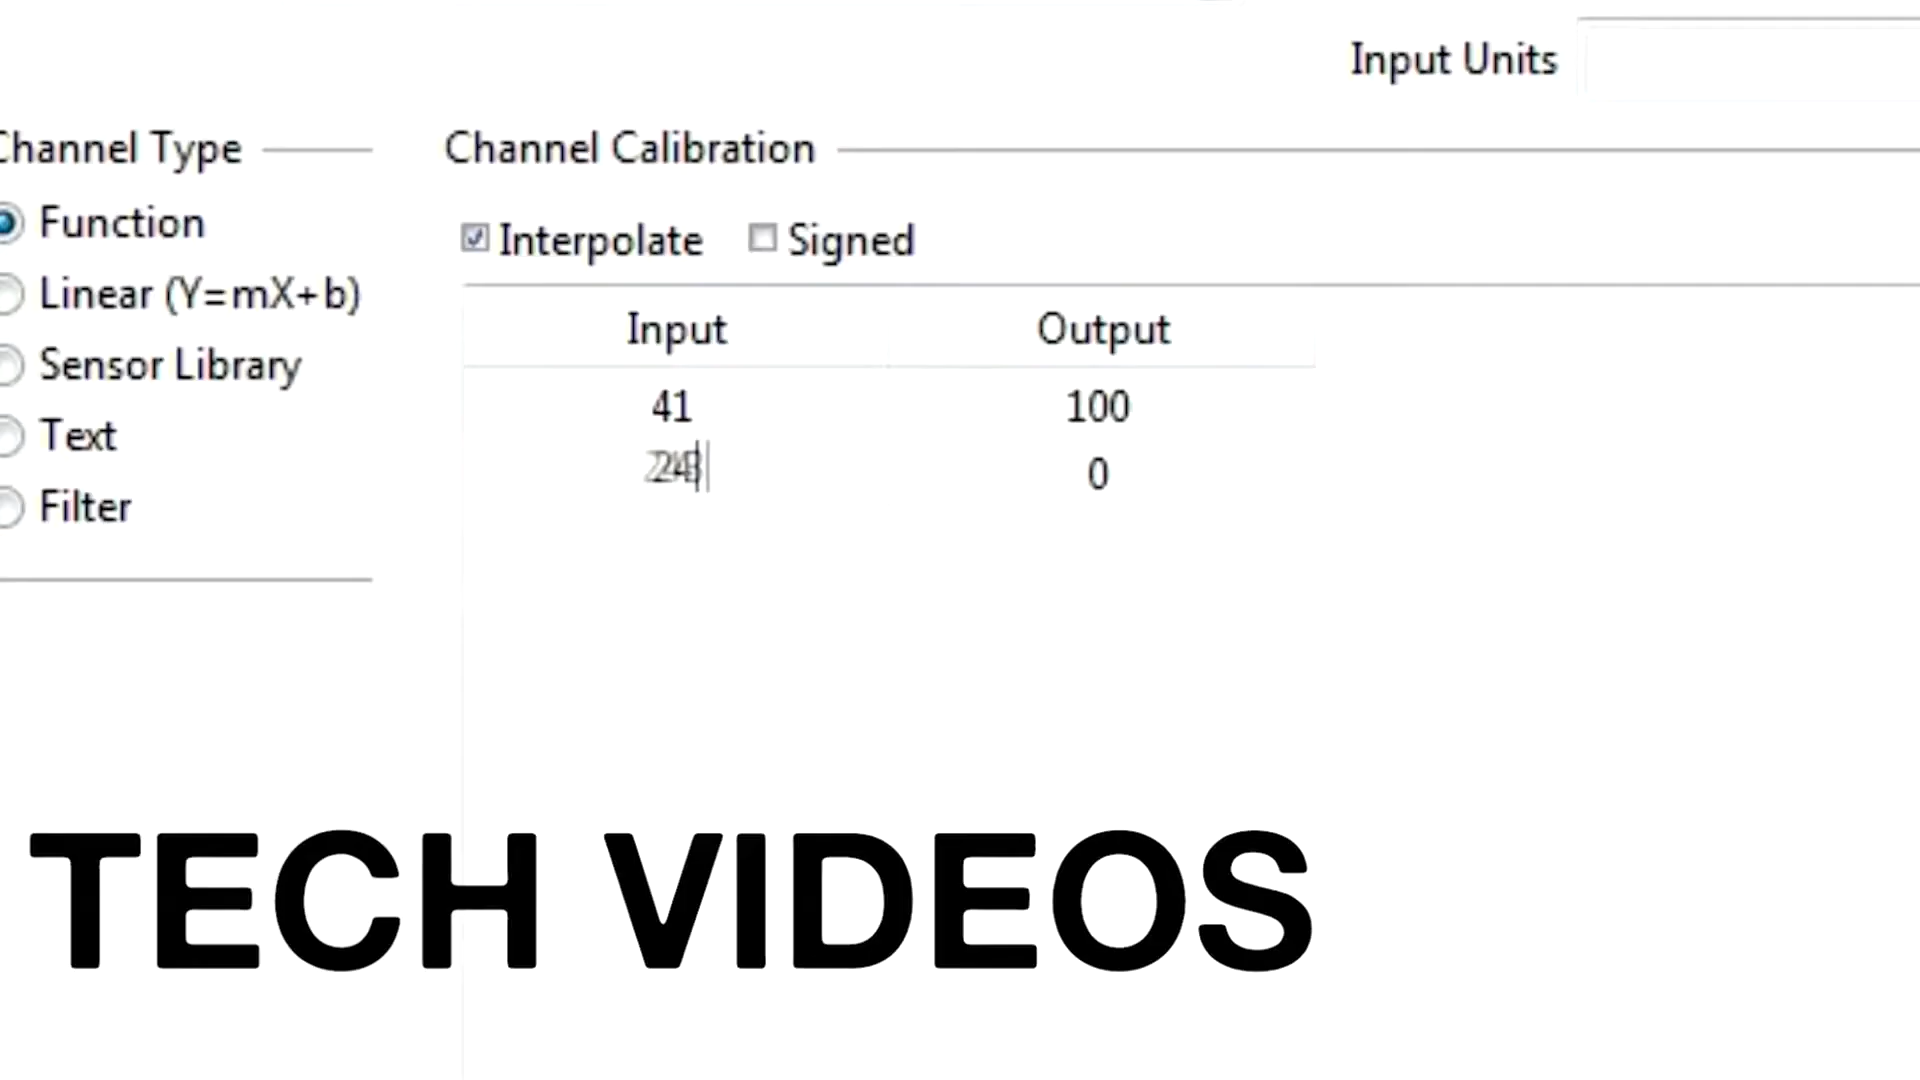 Input Units
Channel Type
Channel Calibration
Function
Interpolate
Signed
Linear (Y=mX+b)
Input
Output
Sensor Library
41
100
Text
0
Filter
TECH VIDEOS